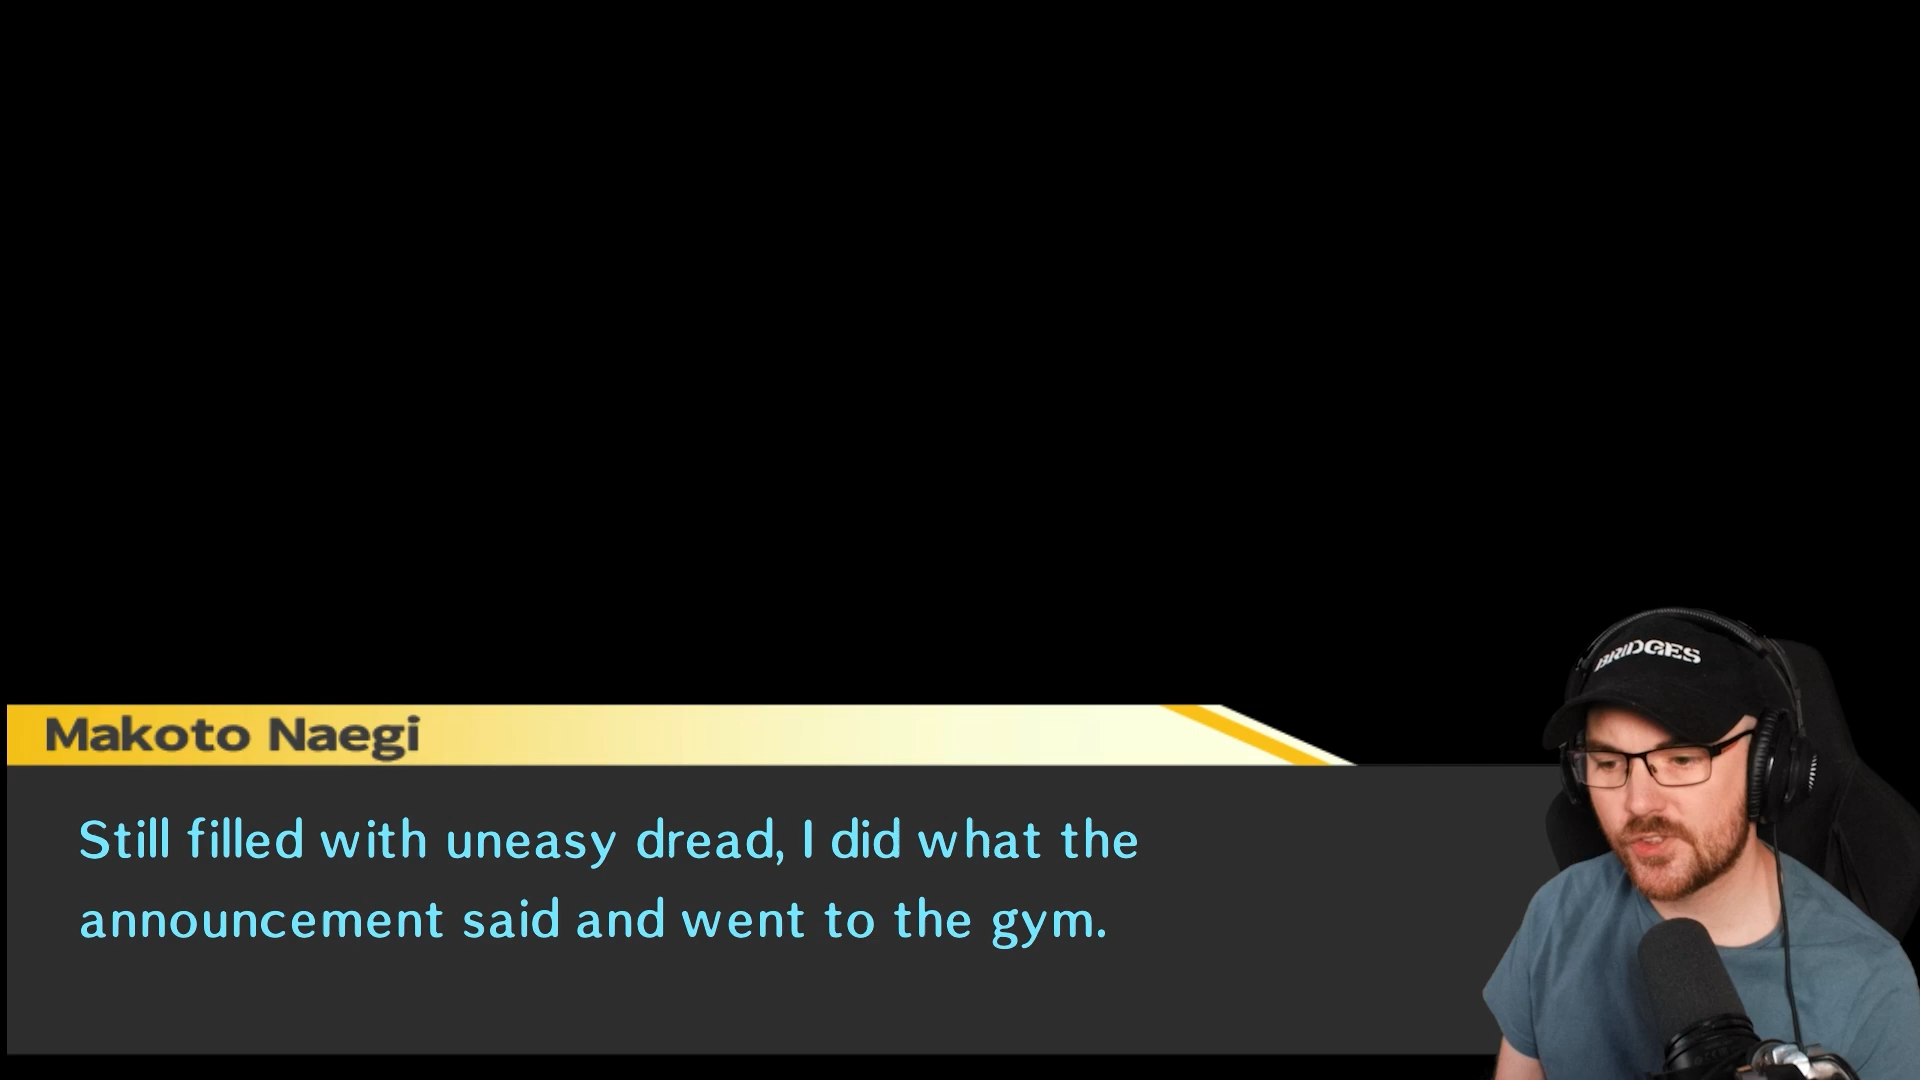 BRIDGES
Makoto Naegi
Still filled with uneasy dread, I did what the
announcement said and went to the gym.